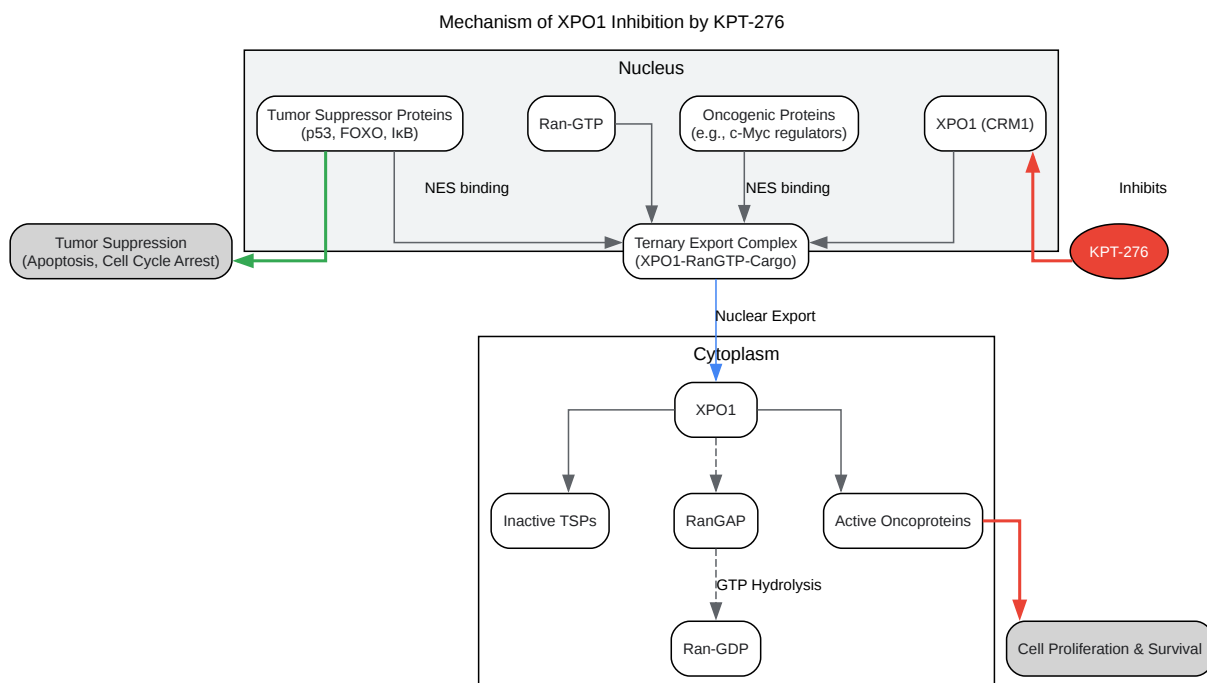 Mechanism of XPO1 Inhibition by KPT-276
Nucleus
Tumor Suppressor Proteins
(p53, FOXO, IκB)
Ran-GTP
Oncogenic Proteins
(e.g., c-Myc regulators)
XPO1 (CRM1)
NES binding
NES binding
Inhibits
Tumor Suppression
(Apoptosis, Cell Cycle Arrest)
Ternary Export Complex
(XPO1-RanGTP-Cargo)
KPT-276
Nuclear Export
Cytoplasm
XPO1
Inactive TSPs
RanGAP
Active Oncoproteins
GTP Hydrolysis
Ran-GDP
Cell Proliferation & Survival